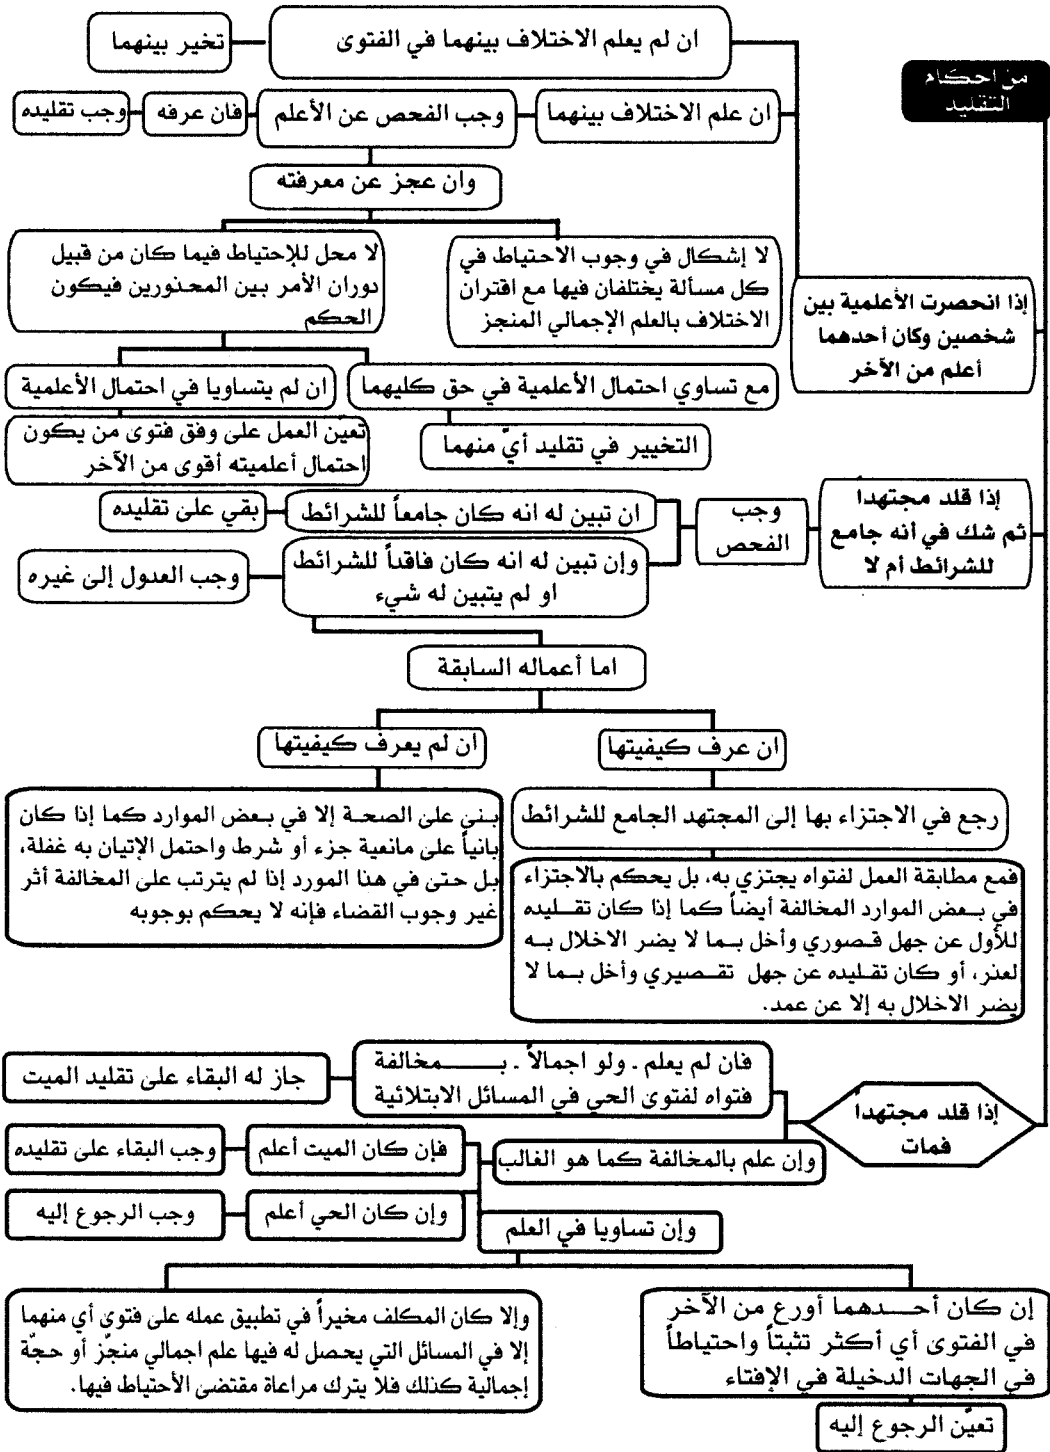 من احكام
التقليد
إذا انحصرت الأعلمية بين
شخصين وكان أحدهما
أعلم من الآخر
ان لم يعلم الاختلاف بينهما في الفتوى
تخير بينهما
ان علم الاختلاف بينهما
وجب الفحص عن الأعلم
فان عرفه
وجب تقليده
وان عجز عن معرفته
لا إشكال في وجوب الاحتياط في
كل مسألة يختلفان فيها مع اقتران
الاختلاف بالعلم الإجمالي المنجز
لا محل للإحتياط فيما كان من قبيل
دوران الأمر بين المحذورين فيكون
الحكم
مع تساوي احتمال الأعلمية في حق كليهما
التخيير في تقليد أيّ منهما
ان لم يتساويا في احتمال الأعلمية
تعين العمل على وفق فتوى من يكون
احتمال أعلميته أقوى من الآخر
إذا قلد مجتهداً
ثم شك في أنه جامع
للشرائط أم لا
وجب
الفحص
ان تبين له انه كان جامعاً للشرائط
بقي على تقليده
وإن تبين له انه كان فاقداً للشرائط
او لم يتبين له شيء
وجب العدول إلى غيره
اما أعماله السابقة
ان عرف كيفيتها
رجع في الاجتزاء بها إلى المجتهد الجامع للشرائط
فمع مطابقة العمل لفتواه يجتزي به، بل يحكم بالاجتزاء
في بعض الموارد المخالفة أيضاً كما إذا كان تقليده
للأول عن جهل قصوري وأخل بما لا يضر الاخلال به
لعذر، أو كان تقليده عن جهل تقصيري وأخل بما لا
يضر الاخلال به إلا عن عمد.
ان لم يعرف كيفيتها
بنى على الصحة إلا في بعض الموارد كما إذا كان
بانياً على مانعية جزء أو شرط واحتمل الإتيان به غفلة،
بل حتى في هذا المورد إذا لم يترتب على المخالفة أثر
غير وجوب القضاء فإنه لا يحكم بوجوبه
إذا قلد مجتهداً
فمات
فان لم يعلم ـ ولو اجمالاً ـ بمخالفة
فتواه لفتوى الحي في المسائل الابتلائية
جاز له البقاء على تقليد الميت
وإن علم بالمخالفة كما هو الغالب
فإن كان الميت أعلم
وجب البقاء على تقليده
وإن كان الحي أعلم
وجب الرجوع إليه
وإن تساويا في العلم
إن كان أحدهما أورع من الآخر
في الفتوى أي أكثر تثبتاً واحتياطاً
في الجهات الدخيلة في الإفتاء
تعيّن الرجوع إليه
وإلا كان المكلف مخيراً في تطبيق عمله على فتوى أي منهما
إلا في المسائل التي يحصل له فيها علم اجمالي منجّز أو حجّة
إجمالية كذلك فلا يترك مراعاة مقتضى الأحتياط فيها.